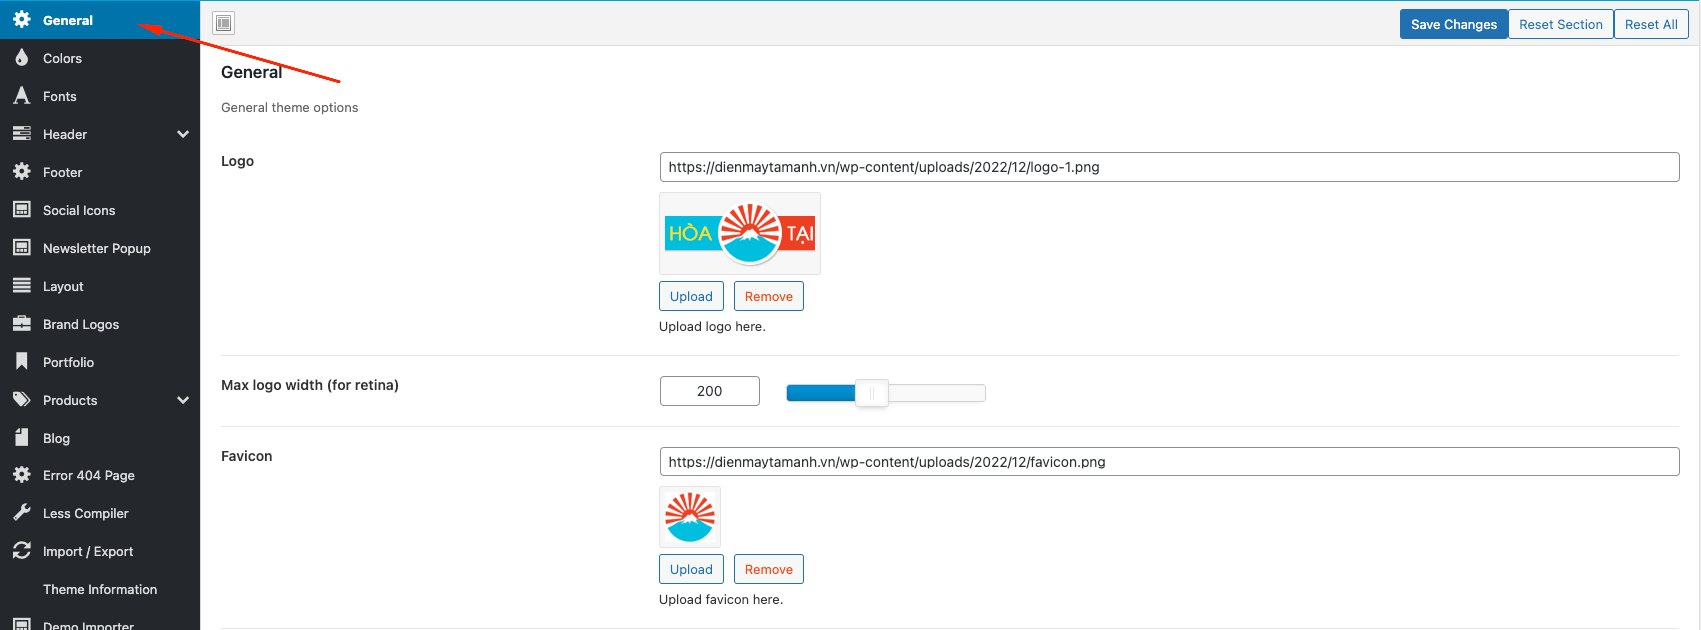 General
Colors
Fonts
Header
Footer
Social Icons
Newsletter Popup
Layout
Brand Logos
Portfolio
Products
Blog
Error 404 Page
Less Compiler
Import / Export
Theme Information
Demo Importer
Save Changes
Reset Section
Reset All
General
General theme options
Logo
https://dienmaytamanh.vn/wp-content/uploads/2022/12/logo-1.png
HÒA TẠI
Upload
Remove
Upload logo here.
Max logo width (for retina)
200
Favicon
https://dienmaytamanh.vn/wp-content/uploads/2022/12/favicon.png
Upload
Remove
Upload favicon here.